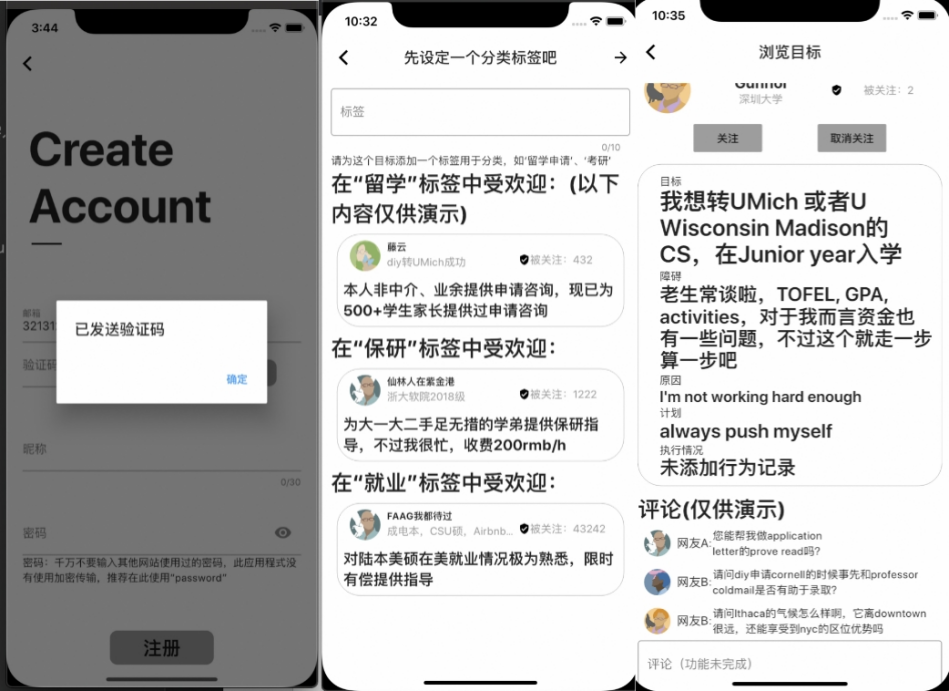 3:44
Create
Account
邮箱
32131
验证码
已发送验证码
确定
昵称
0/30
密码
密码：千万不要输入其他网站使用过的密码，此应用程式没
有使用加密传输，推荐在此使用“password”
注册
10:32
先设定一个分类标签吧
标签
0/10
请为这个目标添加一个标签用于分类，如‘留学申请’、‘考研’
在“留学”标签中受欢迎：(以下
内容仅供演示)
藤云
diy转UMich成功
被关注：432
本人非中介、业余提供申请咨询，现已为
500+学生家长提供过申请咨询
在“保研”标签中受欢迎：
仙林人在紫金港
浙大软院2018级
被关注：1222
为大一大二手足无措的学弟提供保研指
导，不过我很忙，收费200rmb/h
在“就业”标签中受欢迎：
FAAG我都待过
成电本，CSU硕，Airbnb...
被关注：43242
对陆本美硕在美就业情况极为熟悉，限时
有偿提供指导
10:35
浏览目标
Gunnor
深圳大学
被关注：2
关注
取消关注
目标
我想转UMich 或者U
Wisconsin Madison的
CS，在Junior year入学
障碍
老生常谈啦，TOFEL, GPA,
activities，对于我而言资金也
有一些问题，不过这个就走一步
算一步吧
原因
I'm not working hard enough
计划
always push myself
执行情况
未添加行为记录
评论(仅供演示)
网友A:
您能帮我做application
letter的prove read吗?
网友B:
请问diy申请cornell的时候事先和professor
coldmail是否有助于录取?
网友B:
请问Ithaca的气候怎么样啊，它离downtown
很远，还能享受到nyc的区位优势吗
评论（功能未完成）